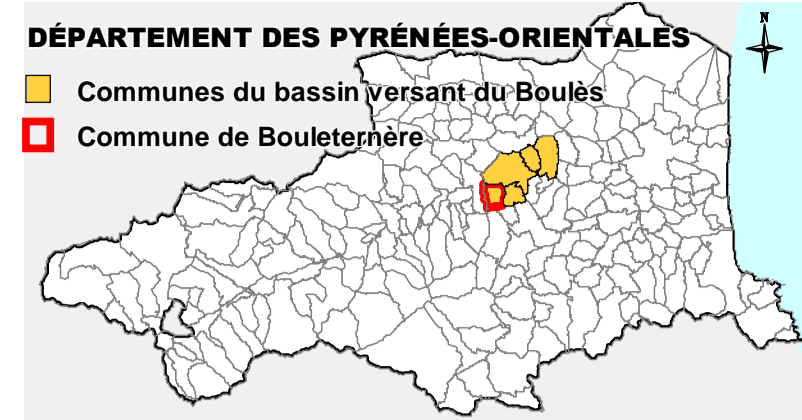 DÉPARTEMENT DES PYRÉNÉES-ORIENTALES
N
Communes du bassin versant du Boulès
Commune de Bouleternère